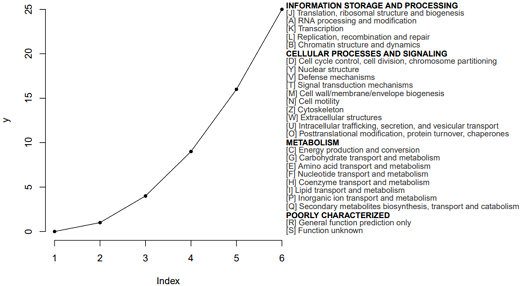 25
20
15
10
5
0
y
1 2 3 4 5 6
Index
INFORMATION STORAGE AND PROCESSING
[J] Translation, ribosomal structure and biogenesis
[A] RNA processing and modification
[K] Transcription
[L] Replication, recombination and repair
[B] Chromatin structure and dynamics
CELLULAR PROCESSES AND SIGNALING
[D] Cell cycle control, cell division, chromosome partitioning
[Y] Nuclear structure
[V] Defense mechanisms
[T] Signal transduction mechanisms
[M] Cell wall/membrane/envelope biogenesis
[N] Cell motility
[Z] Cytoskeleton
[W] Extracellular structures
[U] Intracellular trafficking, secretion, and vesicular transport
[O] Posttranslational modification, protein turnover, chaperones
METABOLISM
[C] Energy production and conversion
[G] Carbohydrate transport and metabolism
[E] Amino acid transport and metabolism
[F] Nucleotide transport and metabolism
[H] Coenzyme transport and metabolism
[I] Lipid transport and metabolism
[P] Inorganic ion transport and metabolism
[Q] Secondary metabolites biosynthesis, transport and catabolism
POORLY CHARACTERIZED
[R] General function prediction only
[S] Function unknown